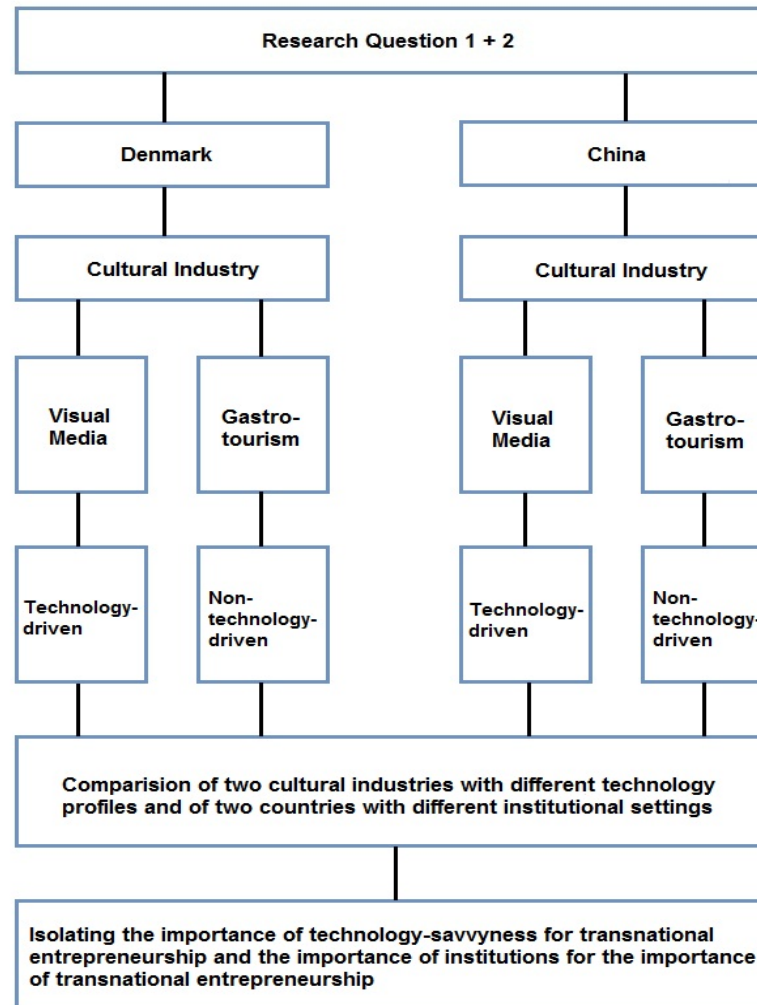 Research Question 1 + 2
Denmark
China
Cultural Industry
Cultural Industry
Visual
Media
Gastro-
tourism
Visual
Media
Gastro-
tourism
Technology-
driven
Non-
technology-
driven
Technology-
driven
Non-
technology-
driven
Comparision of two cultural industries with different technology
profiles and of two countries with different institutional settings
Isolating the importance of technology-savvyness for transnational
entrepreneurship and the importance of institutions for the importance
of transnational entrepreneurship